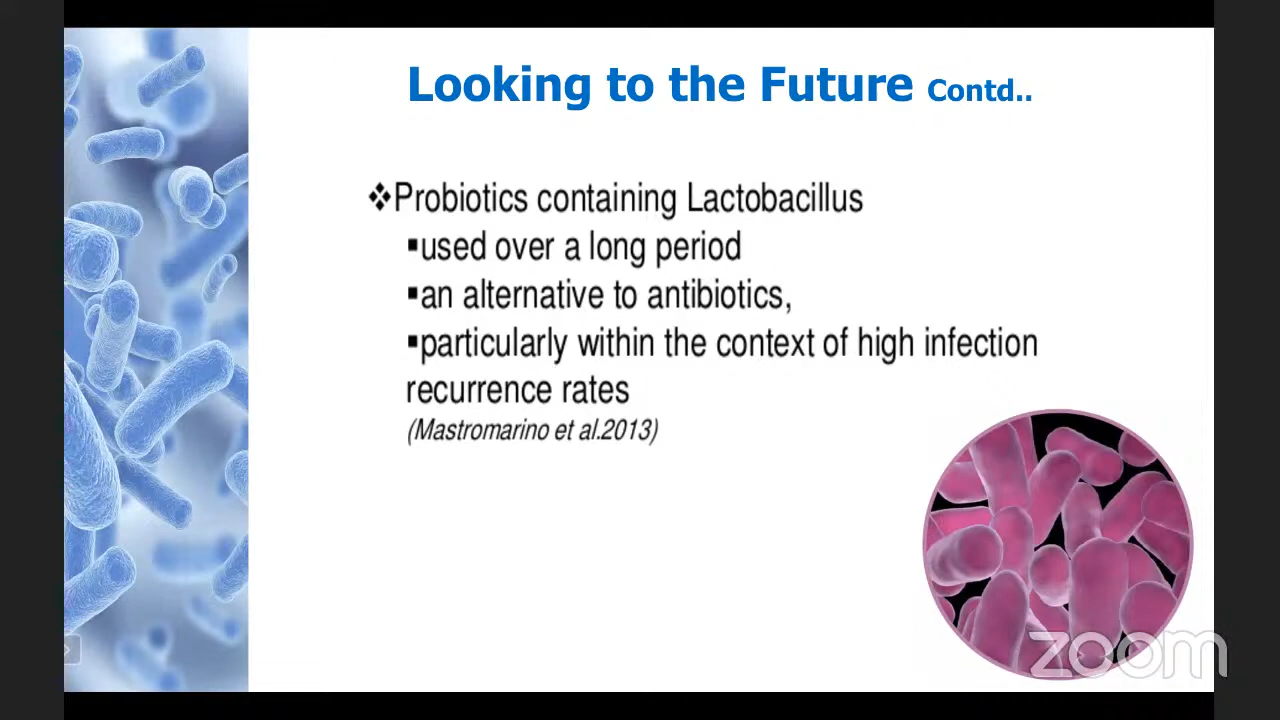 Looking to the Future Contd..
❖Probiotics containing Lactobacillus
▪used over a long period
▪an alternative to antibiotics,
▪particularly within the context of high infection
recurrence rates
(Mastromarino et al.2013)
zoom